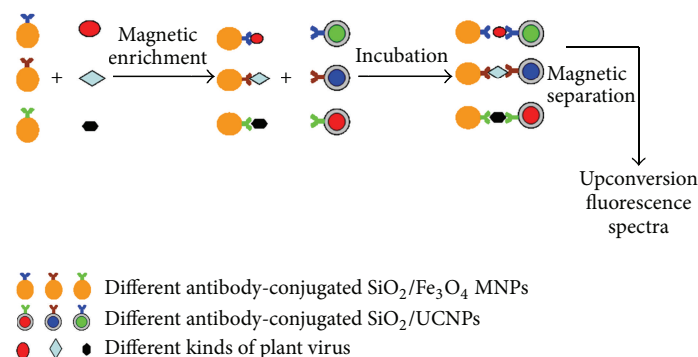 Magnetic
enrichment
+
+
Incubation
Magnetic
separation
Upconversion
fluorescence
spectra
Different antibody-conjugated SiO₂/Fe₃O₄ MNPs
Different antibody-conjugated SiO₂/UCNPs
Different kinds of plant virus